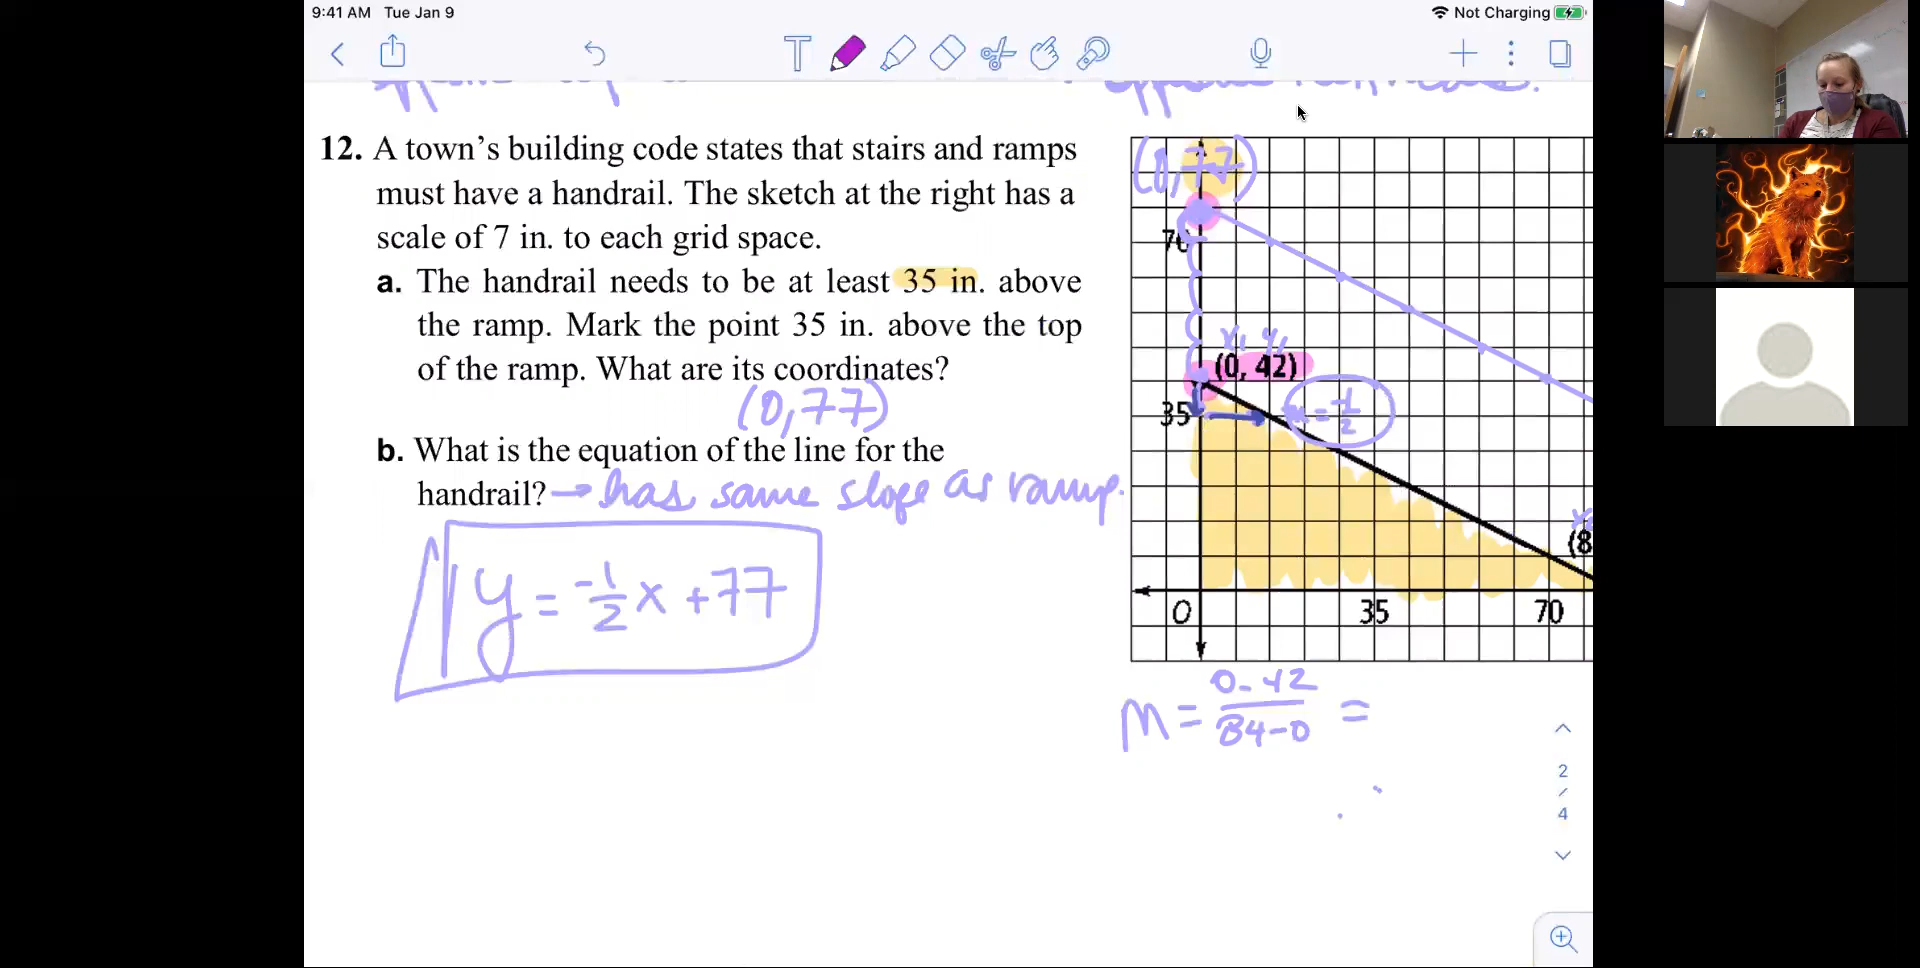 9:41 AM Tue Jan 9
Not Charging
12. A town's building code states that stairs and ramps
must have a handrail. The sketch at the right has a
scale of 7 in. to each grid space.
a. The handrail needs to be at least 35 in. above
the ramp. Mark the point 35 in. above the top
of the ramp. What are its coordinates?
(0,77)
b. What is the equation of the line for the
handrail? → has same slope as ramp.
y = -1/2 x + 77
(0,77)
70
x₁ y₁
(0, 42)
35
m = -1/2
(8
O 35 70
m = 0-42 / 84-0 =
2
/
4